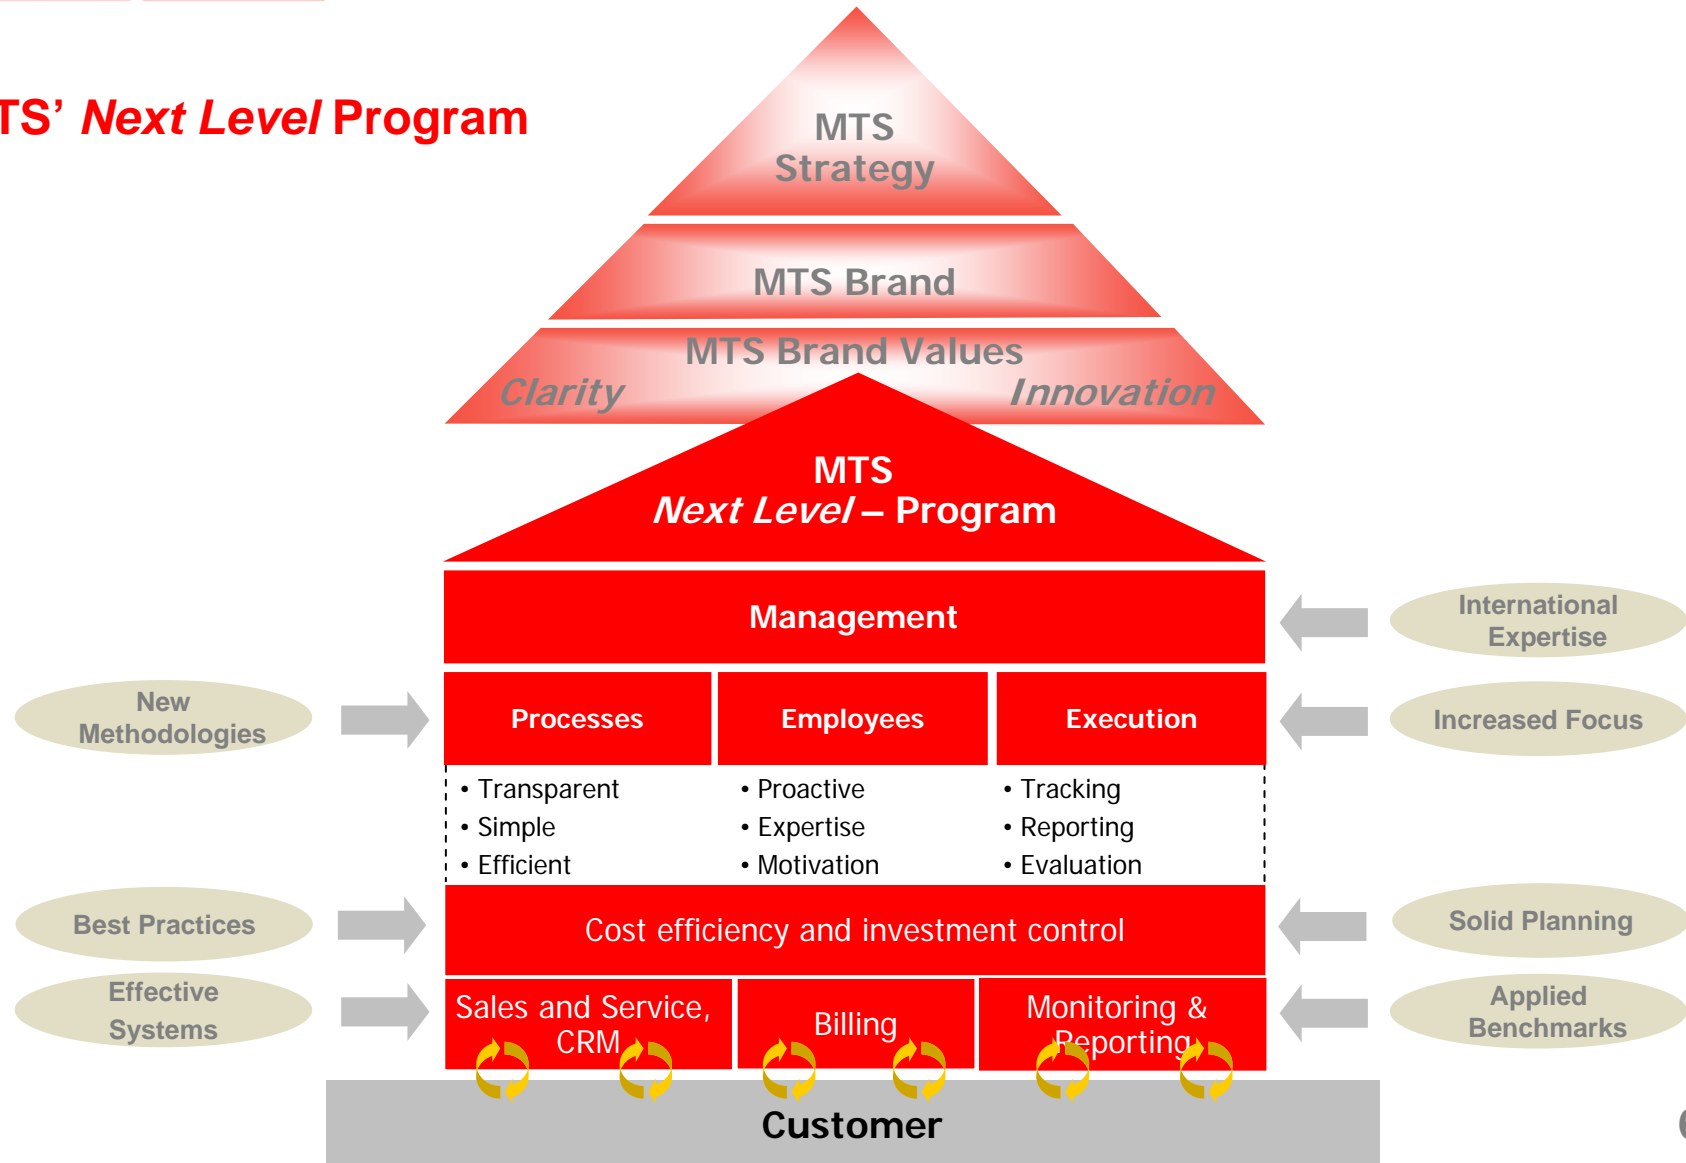 TS’ Next Level Program
MTS
Strategy
MTS Brand
MTS Brand Values
Clarity
Innovation
MTS
Next Level – Program
Management
International
Expertise
New
Methodologies
Processes
Employees
Execution
Increased Focus
• Transparent
• Simple
• Efficient
• Proactive
• Expertise
• Motivation
• Tracking
• Reporting
• Evaluation
Best Practices
Cost efficiency and investment control
Solid Planning
Effective
Systems
Sales and Service,
CRM
Billing
Monitoring &
Reporting
Applied
Benchmarks
Customer